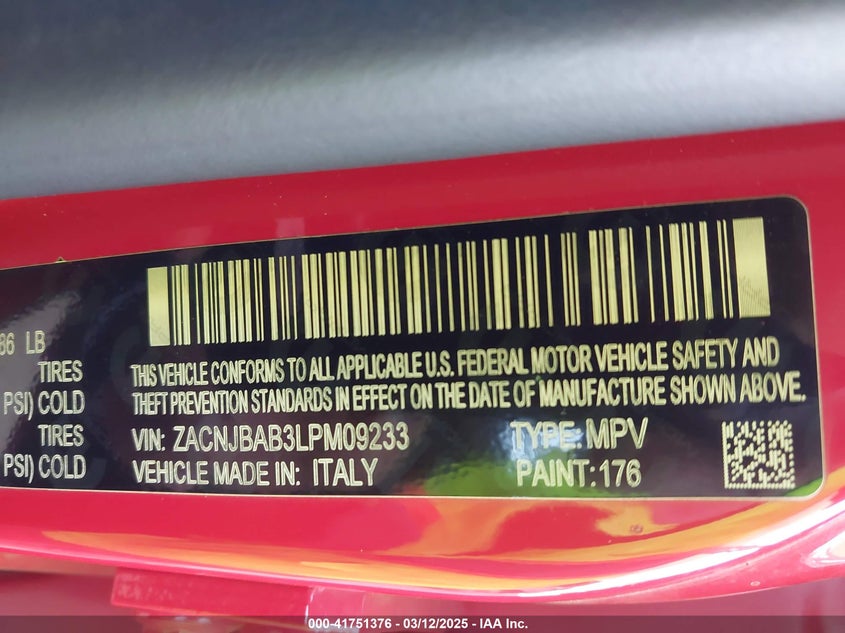 86 LB
TIRES
PSI) COLD
TIRES
PSI) COLD
THIS VEHICLE CONFORMS TO ALL APPLICABLE U.S. FEDERAL MOTOR VEHICLE SAFETY AND
THEFT PREVENTION STANDARDS IN EFFECT ON THE DATE OF MANUFACTURE SHOWN ABOVE.
VIN: ZACNJBAB3LPM09233 TYPE: MPV
VEHICLE MADE IN: ITALY PAINT: 176
000-41751376 - 03/12/2025 - IAA Inc.